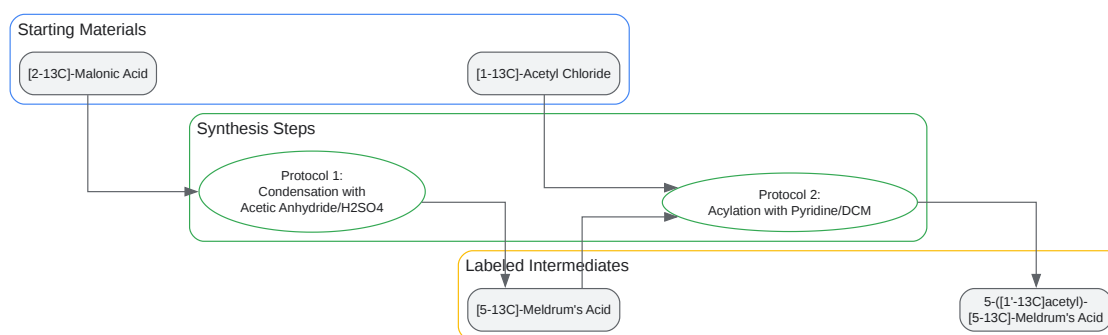 Starting Materials
[2-13C]-Malonic Acid
[1-13C]-Acetyl Chloride
Synthesis Steps
Protocol 1:
Condensation with
Acetic Anhydride/H2SO4
Protocol 2:
Acylation with Pyridine/DCM
Labeled Intermediates
[5-13C]-Meldrum's Acid
5-([1'-13C]acetyl)-
[5-13C]-Meldrum's Acid